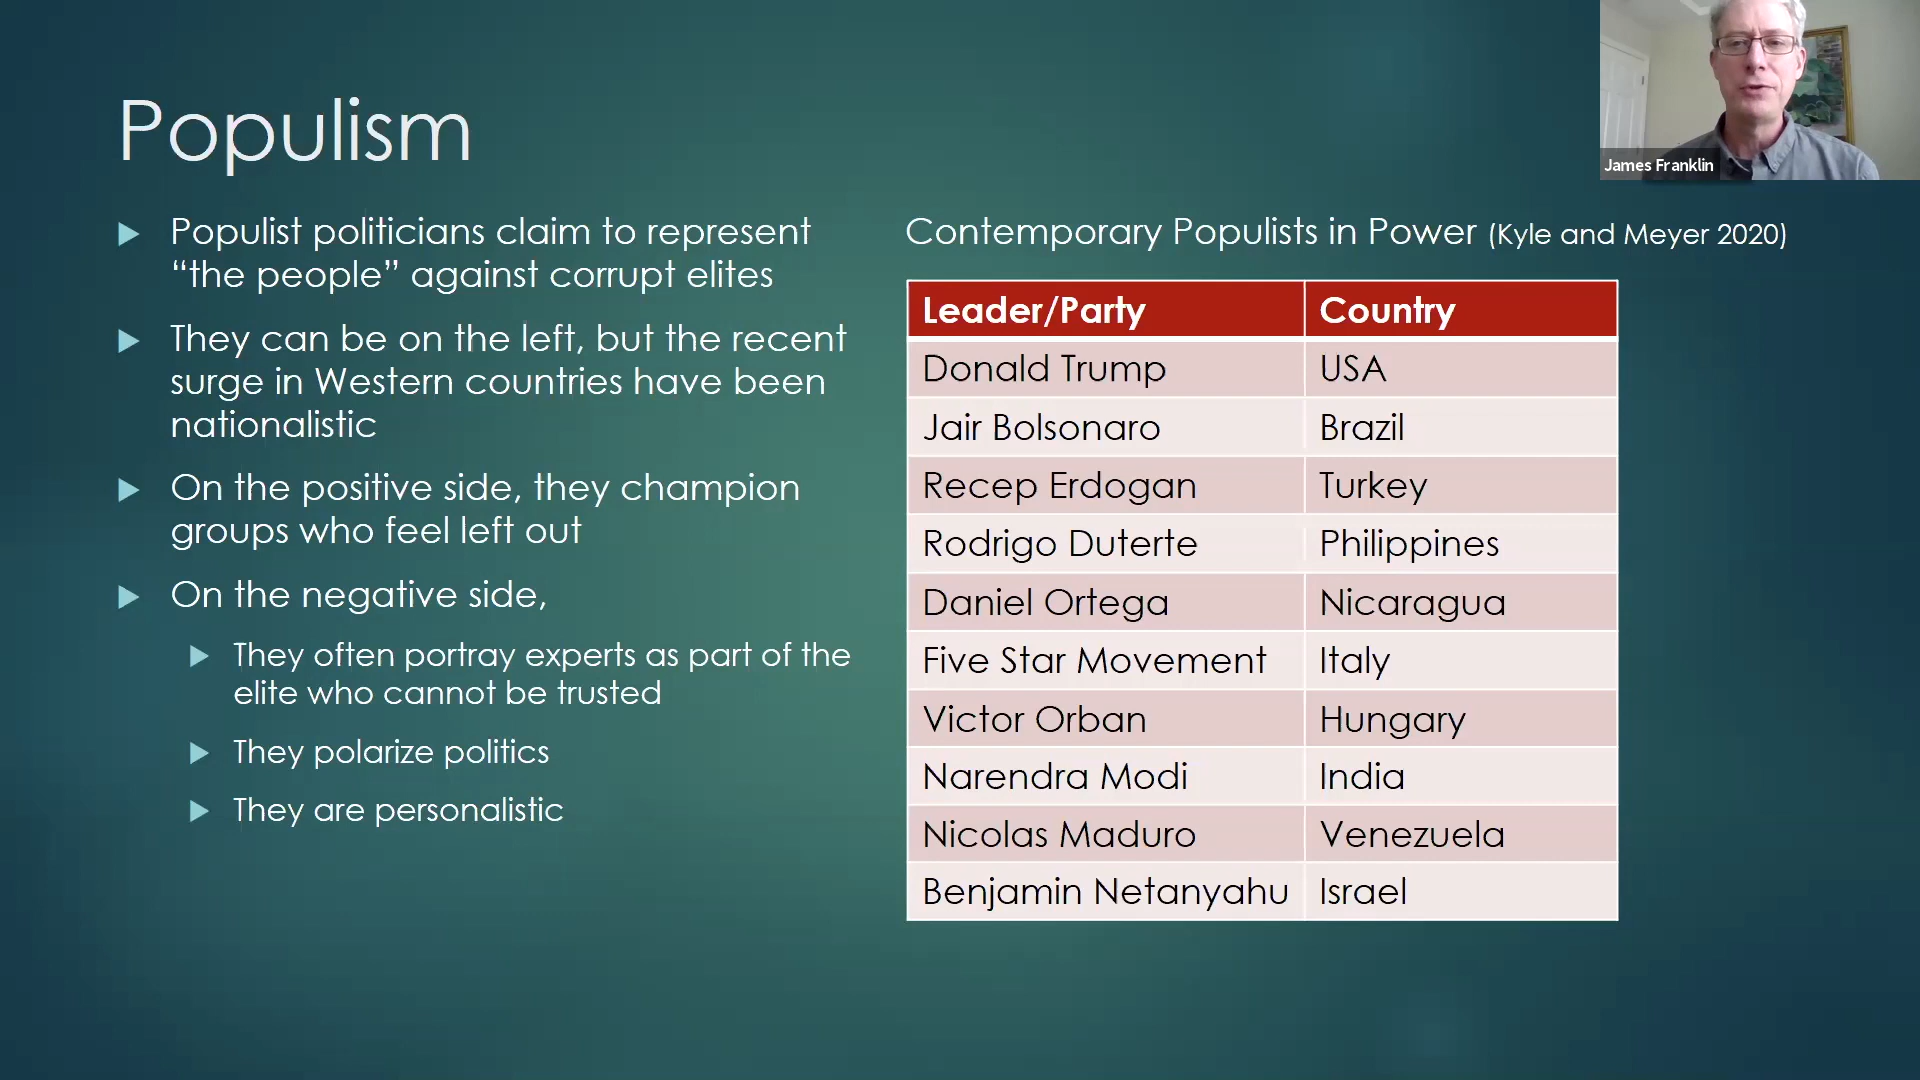 James Franklin
Populism
Populist politicians claim to represent
“the people” against corrupt elites
They can be on the left, but the recent
surge in Western countries have been
nationalistic
On the positive side, they champion
groups who feel left out
On the negative side,
They often portray experts as part of the
elite who cannot be trusted
They polarize politics
They are personalistic
Contemporary Populists in Power (Kyle and Meyer 2020)
Leader/Party Country
Donald Trump USA
Jair Bolsonaro Brazil
Recep Erdogan Turkey
Rodrigo Duterte Philippines
Daniel Ortega Nicaragua
Five Star Movement Italy
Victor Orban Hungary
Narendra Modi India
Nicolas Maduro Venezuela
Benjamin Netanyahu Israel